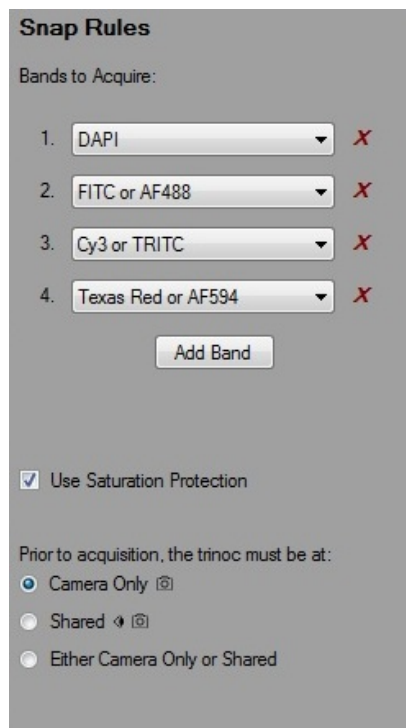 Snap Rules
Bands to Acquire:
1. DAPI X
2. FITC or AF488 X
3. Cy3 or TRITC X
4. Texas Red or AF594 X
Add Band
Use Saturation Protection
Prior to acquisition, the trinoc must be at:
Camera Only
Shared
Either Camera Only or Shared